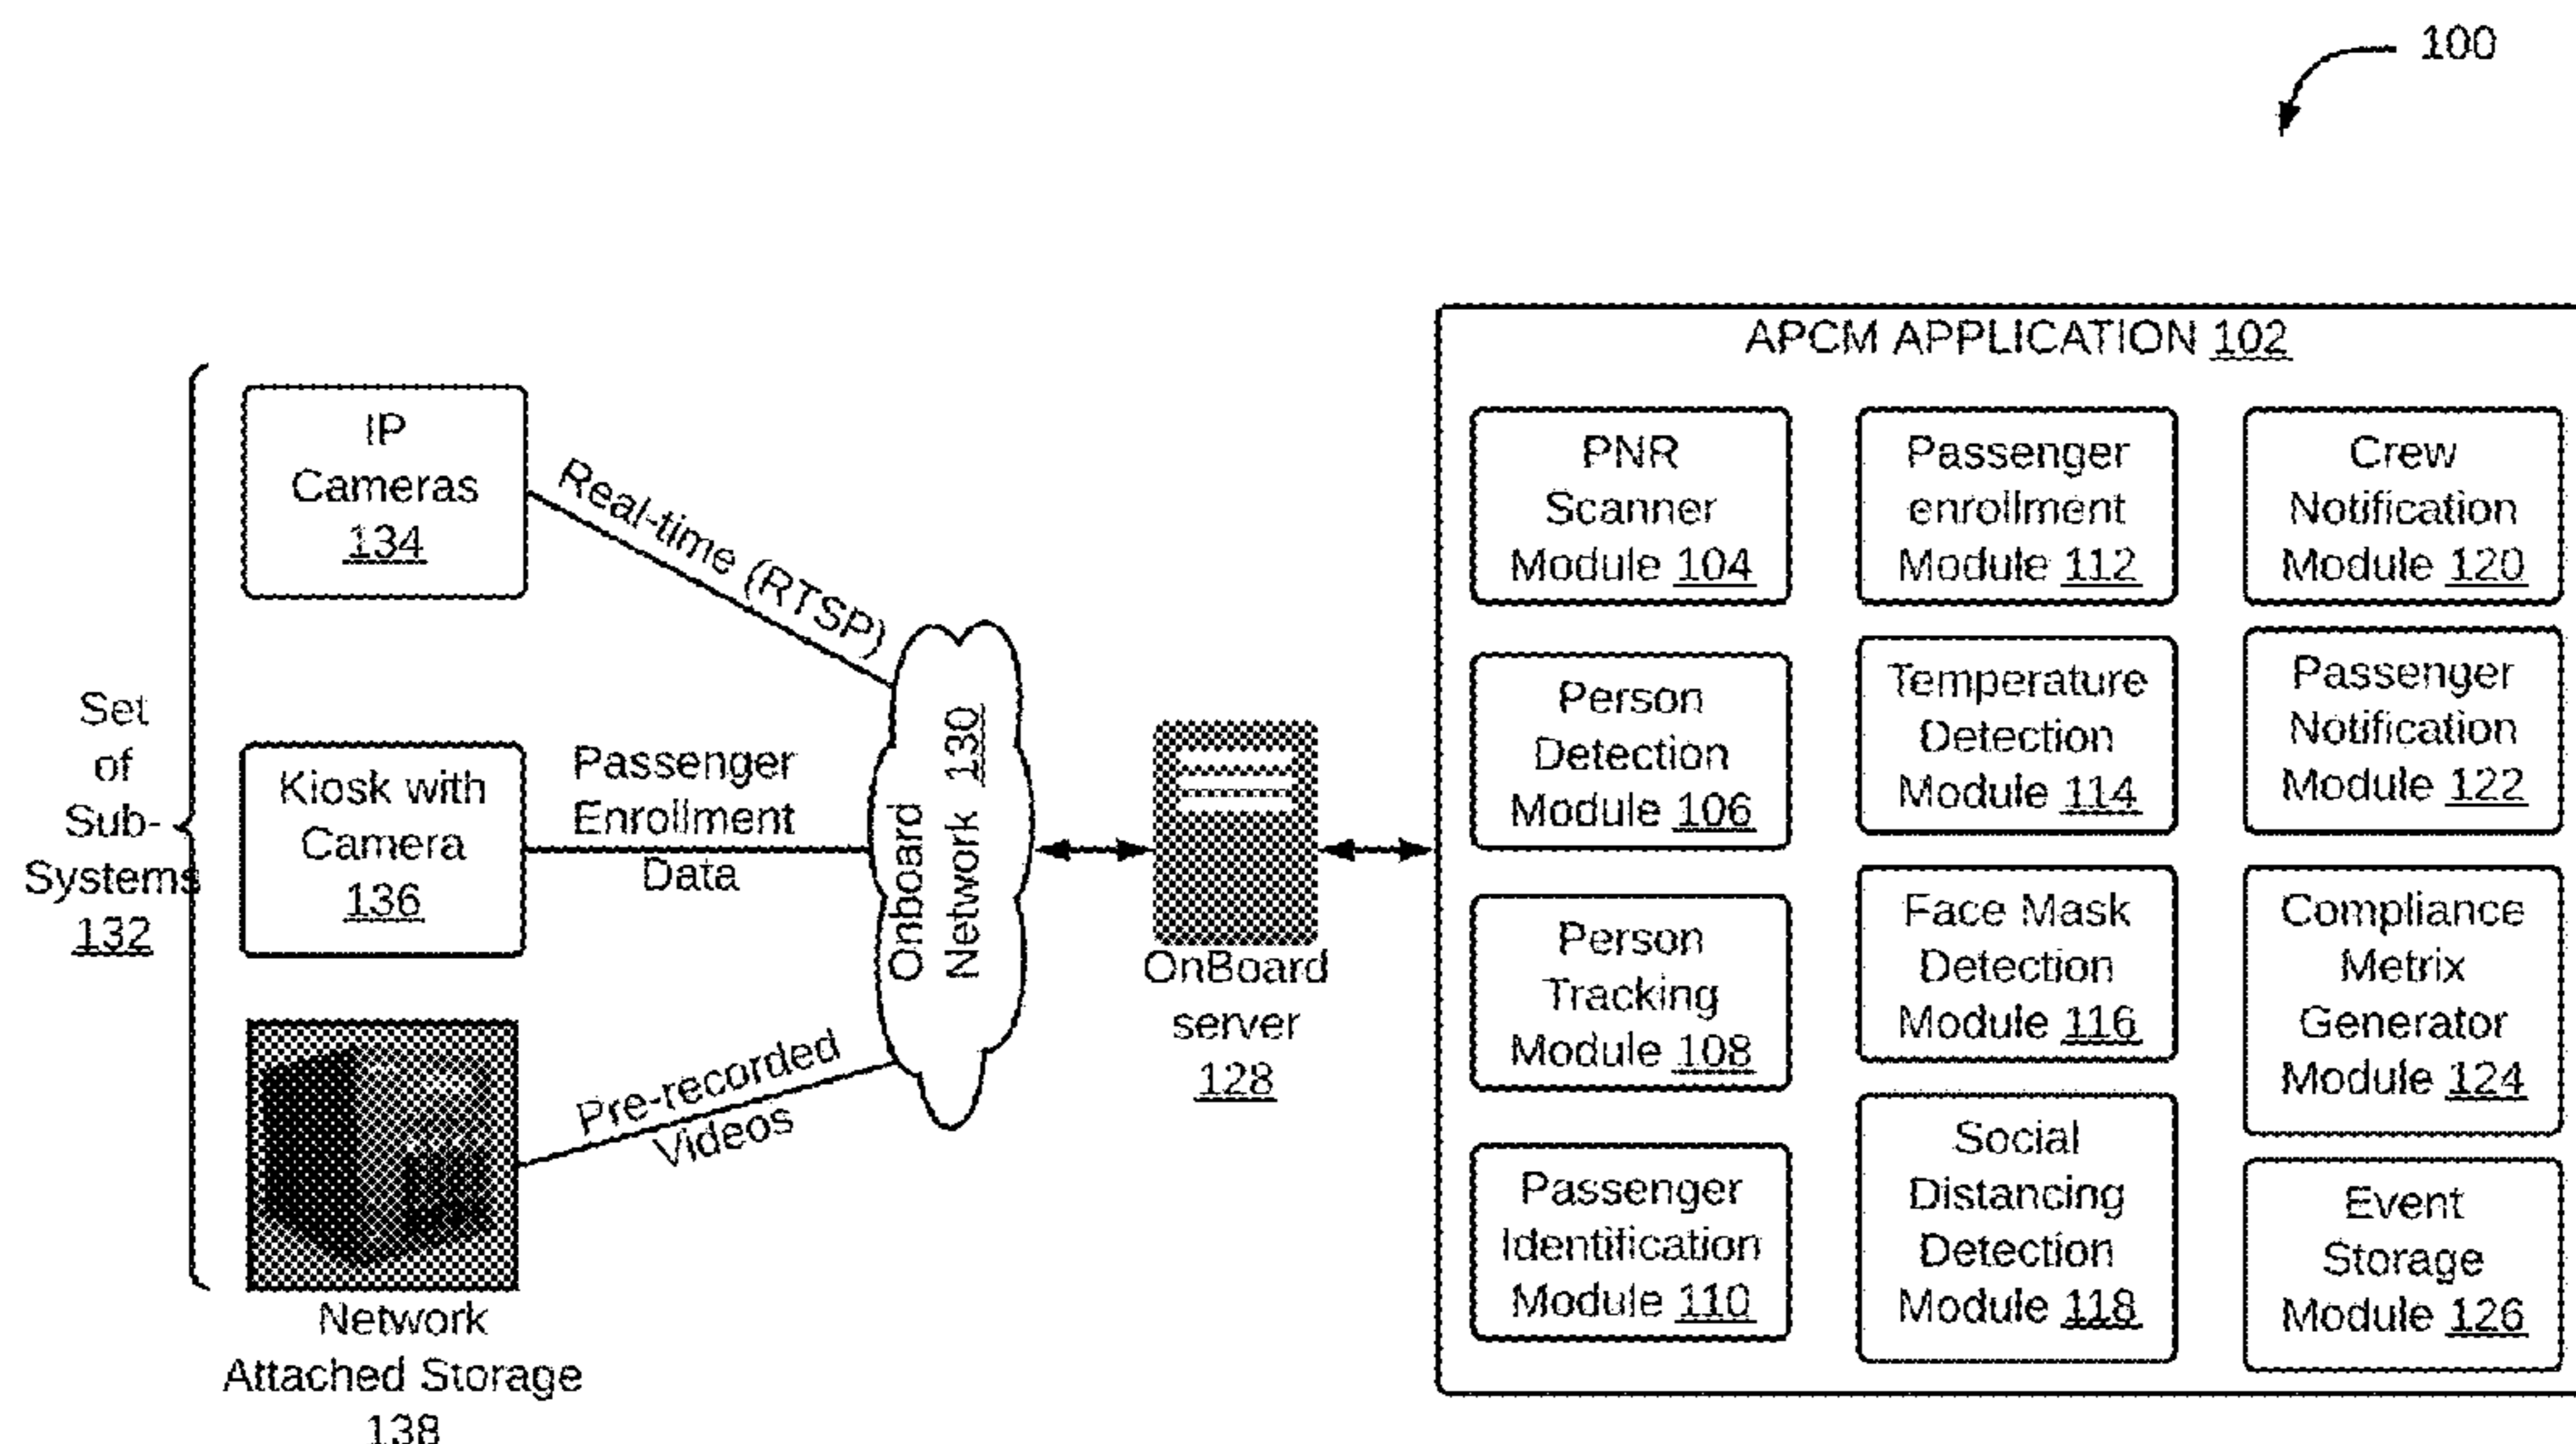 100
Set
of
Sub-
Systems
132
IP
Cameras
134
Kiosk with
Camera
136
Network
Attached Storage
138
Real-time (RTSP)
Passenger
Enrollment
Data
Pre-recorded
Videos
Onboard
Network 130
OnBoard
server
128
APCM APPLICATION 102
PNR
Scanner
Module 104
Person
Detection
Module 106
Person
Tracking
Module 108
Passenger
Identification
Module 110
Passenger
enrollment
Module 112
Temperature
Detection
Module 114
Face Mask
Detection
Module 116
Social
Distancing
Detection
Module 118
Crew
Notification
Module 120
Passenger
Notification
Module 122
Compliance
Metrix
Generator
Module 124
Event
Storage
Module 126